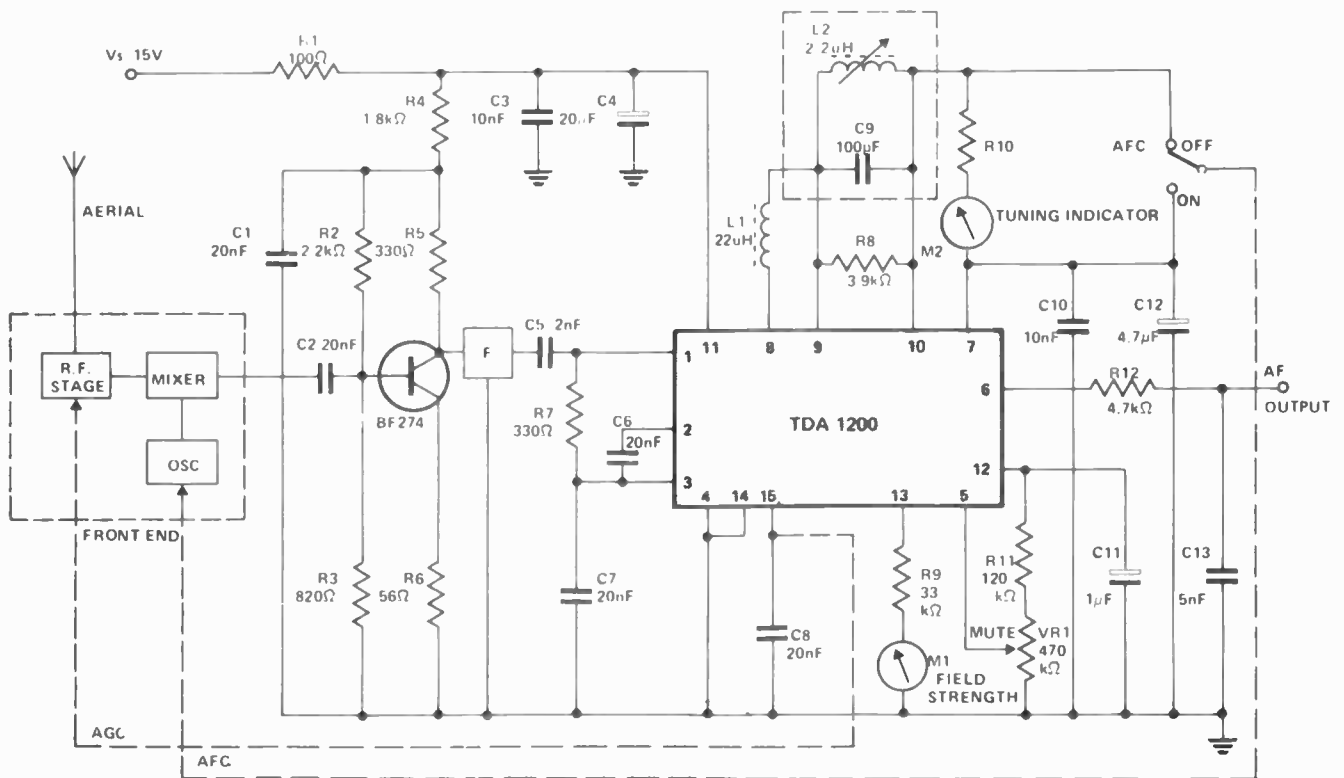 Vs 15V
R1
100Ω
R4
1.8kΩ
C3
10nF
C4
20µF
L2
2.2uH
C9
100µF
R10
AFC
OFF
ON
AERIAL
C1
20nF
R2
2.2kΩ
R5
330Ω
L1
22uH
R8
3.9kΩ
M2
TUNING INDICATOR
C10
10nF
C12
4.7µF
R.F.
STAGE
MIXER
OSC
FRONT END
C2 20nF
BF274
F
C5 2nF
R7
330Ω
C6
20nF
1
2
3
11
8
9
10
7
6
12
4
14
15
13
5
TDA 1200
R12
4.7kΩ
AF
OUTPUT
R3
820Ω
R6
56Ω
C7
20nF
C8
20nF
R9
33
kΩ
M1
FIELD
STRENGTH
MUTE
R11
120
kΩ
VR1
470
kΩ
C11
1µF
C13
5nF
AGC
AFC